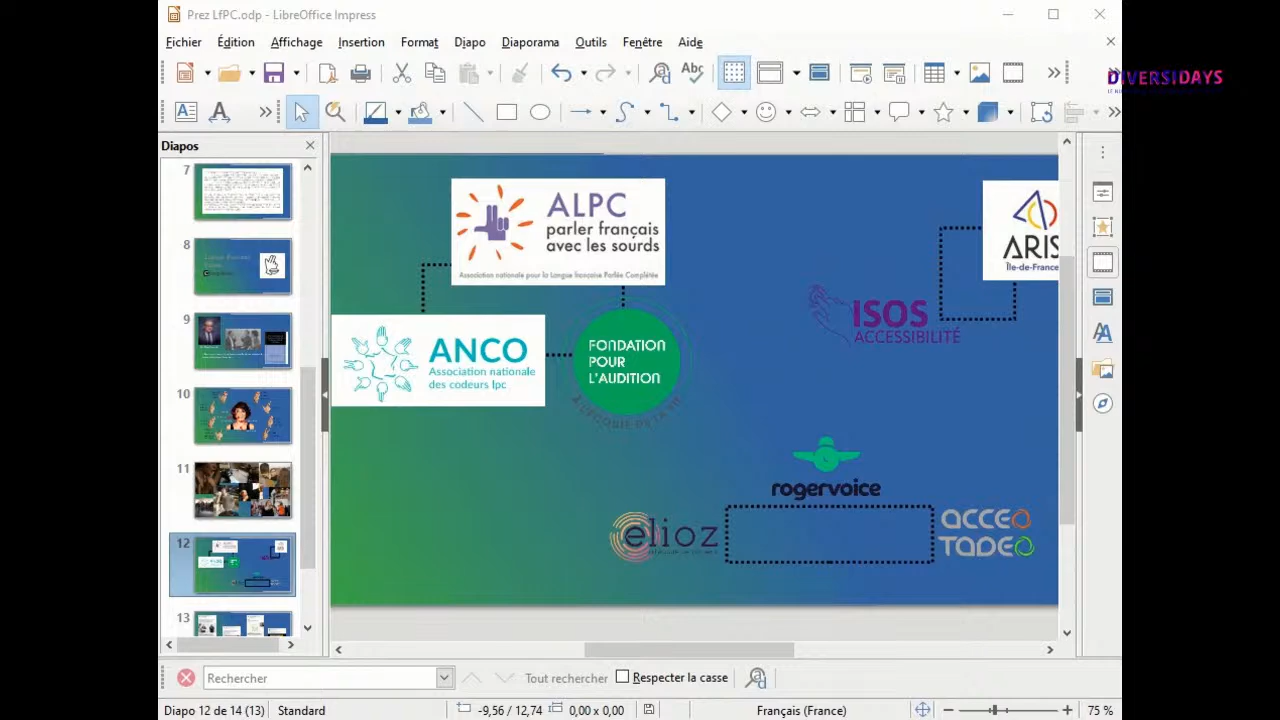 Prez LfPC.odp - LibreOffice Impress
Fichier Édition Affichage Insertion Format Diapo Diaporama Outils Fenêtre Aide
DIVERSIDAYS
Diapos
7
8
9
10
11
12
13
ALPC
parler français
avec les sourds
Association nationale pour la Langue française Parlée Complétée
ARIS
Île-de-France
ISOS
ACCESSIBILITÉ
ANCO
Association nationale
des codeurs lpc
FONDATION
POUR
L'AUDITION
rogervoice
elioz
ACCEO
TADEO
Rechercher
Tout rechercher
Respecter la casse
Diapo 12 de 14 (13) Standard -9,56 / 12,74 0,00 x 0,00 Français (France) 75 %